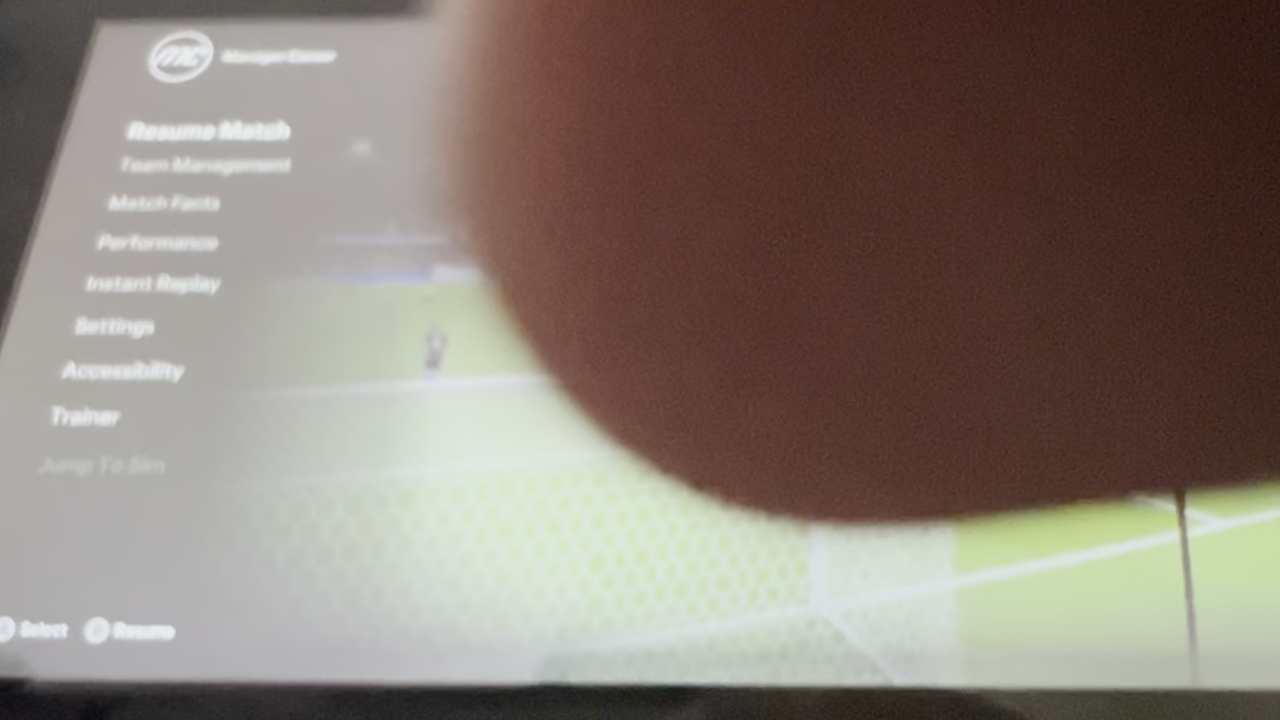 MC Manager Career
Resume Match
Team Management
Match Facts
Performance
Instant Replay
Settings
Accessibility
Trainer
Jump To Sim
Select Resume